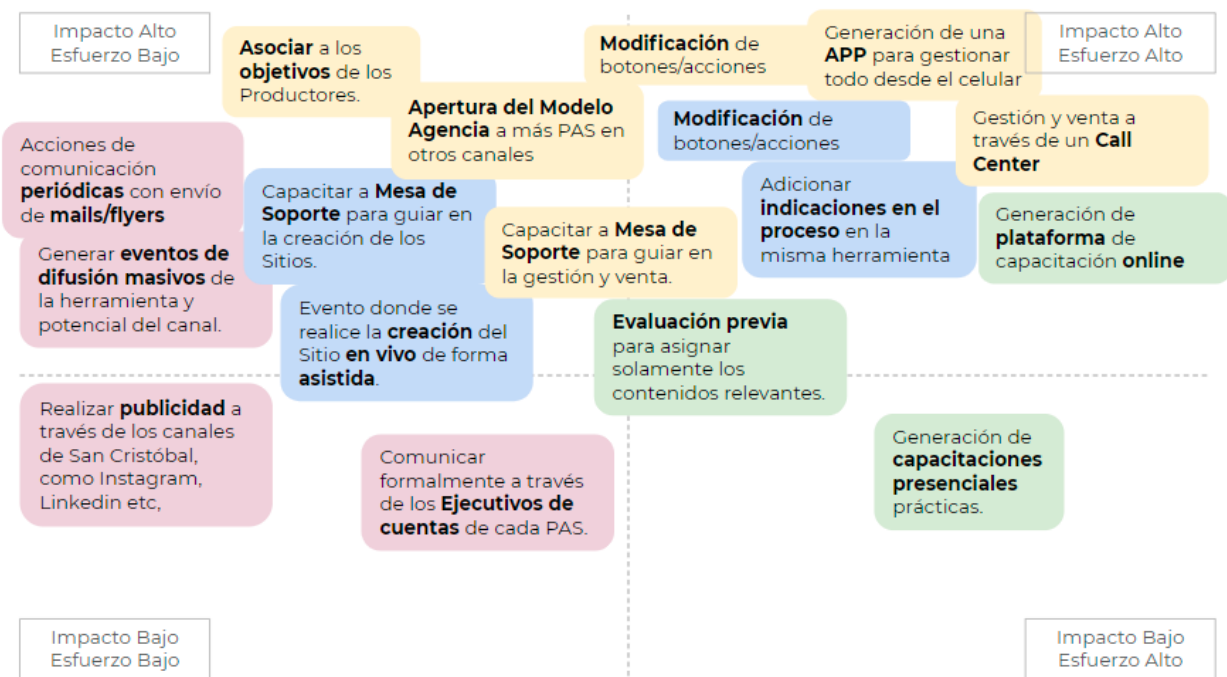 Impacto Alto
Esfuerzo Bajo
Asociar a los
objetivos de los
Productores.
Modificación de
botones/acciones
Generación de una
APP para gestionar
todo desde el celular
Impacto Alto
Esfuerzo Alto
Apertura del Modelo
Agencia a más PAS en
otros canales
Modificación de
botones/acciones
Gestión y venta a
través de un Call
Center
Acciones de
comunicación
periódicas con envío
de mails/flyers
Capacitar a Mesa de
Soporte para guiar en
la creación de los
Sitios.
Capacitar a Mesa de
Soporte para guiar en
la gestión y venta.
Adicionar
indicaciones en el
proceso en la
misma herramienta
Generación de
plataforma de
capacitación online
Generar eventos de
difusión masivos de
la herramienta y
potencial del canal.
Evento donde se
realice la creación del
Sitio en vivo de forma
asistida.
Evaluación previa
para asignar
solamente los
contenidos relevantes.
Realizar publicidad a
través de los canales
de San Cristóbal,
como Instagram,
Linkedin etc,
Comunicar
formalmente a través
de los Ejecutivos de
cuentas de cada PAS.
Generación de
capacitaciones
presenciales
prácticas.
Impacto Bajo
Esfuerzo Bajo
Impacto Bajo
Esfuerzo Alto